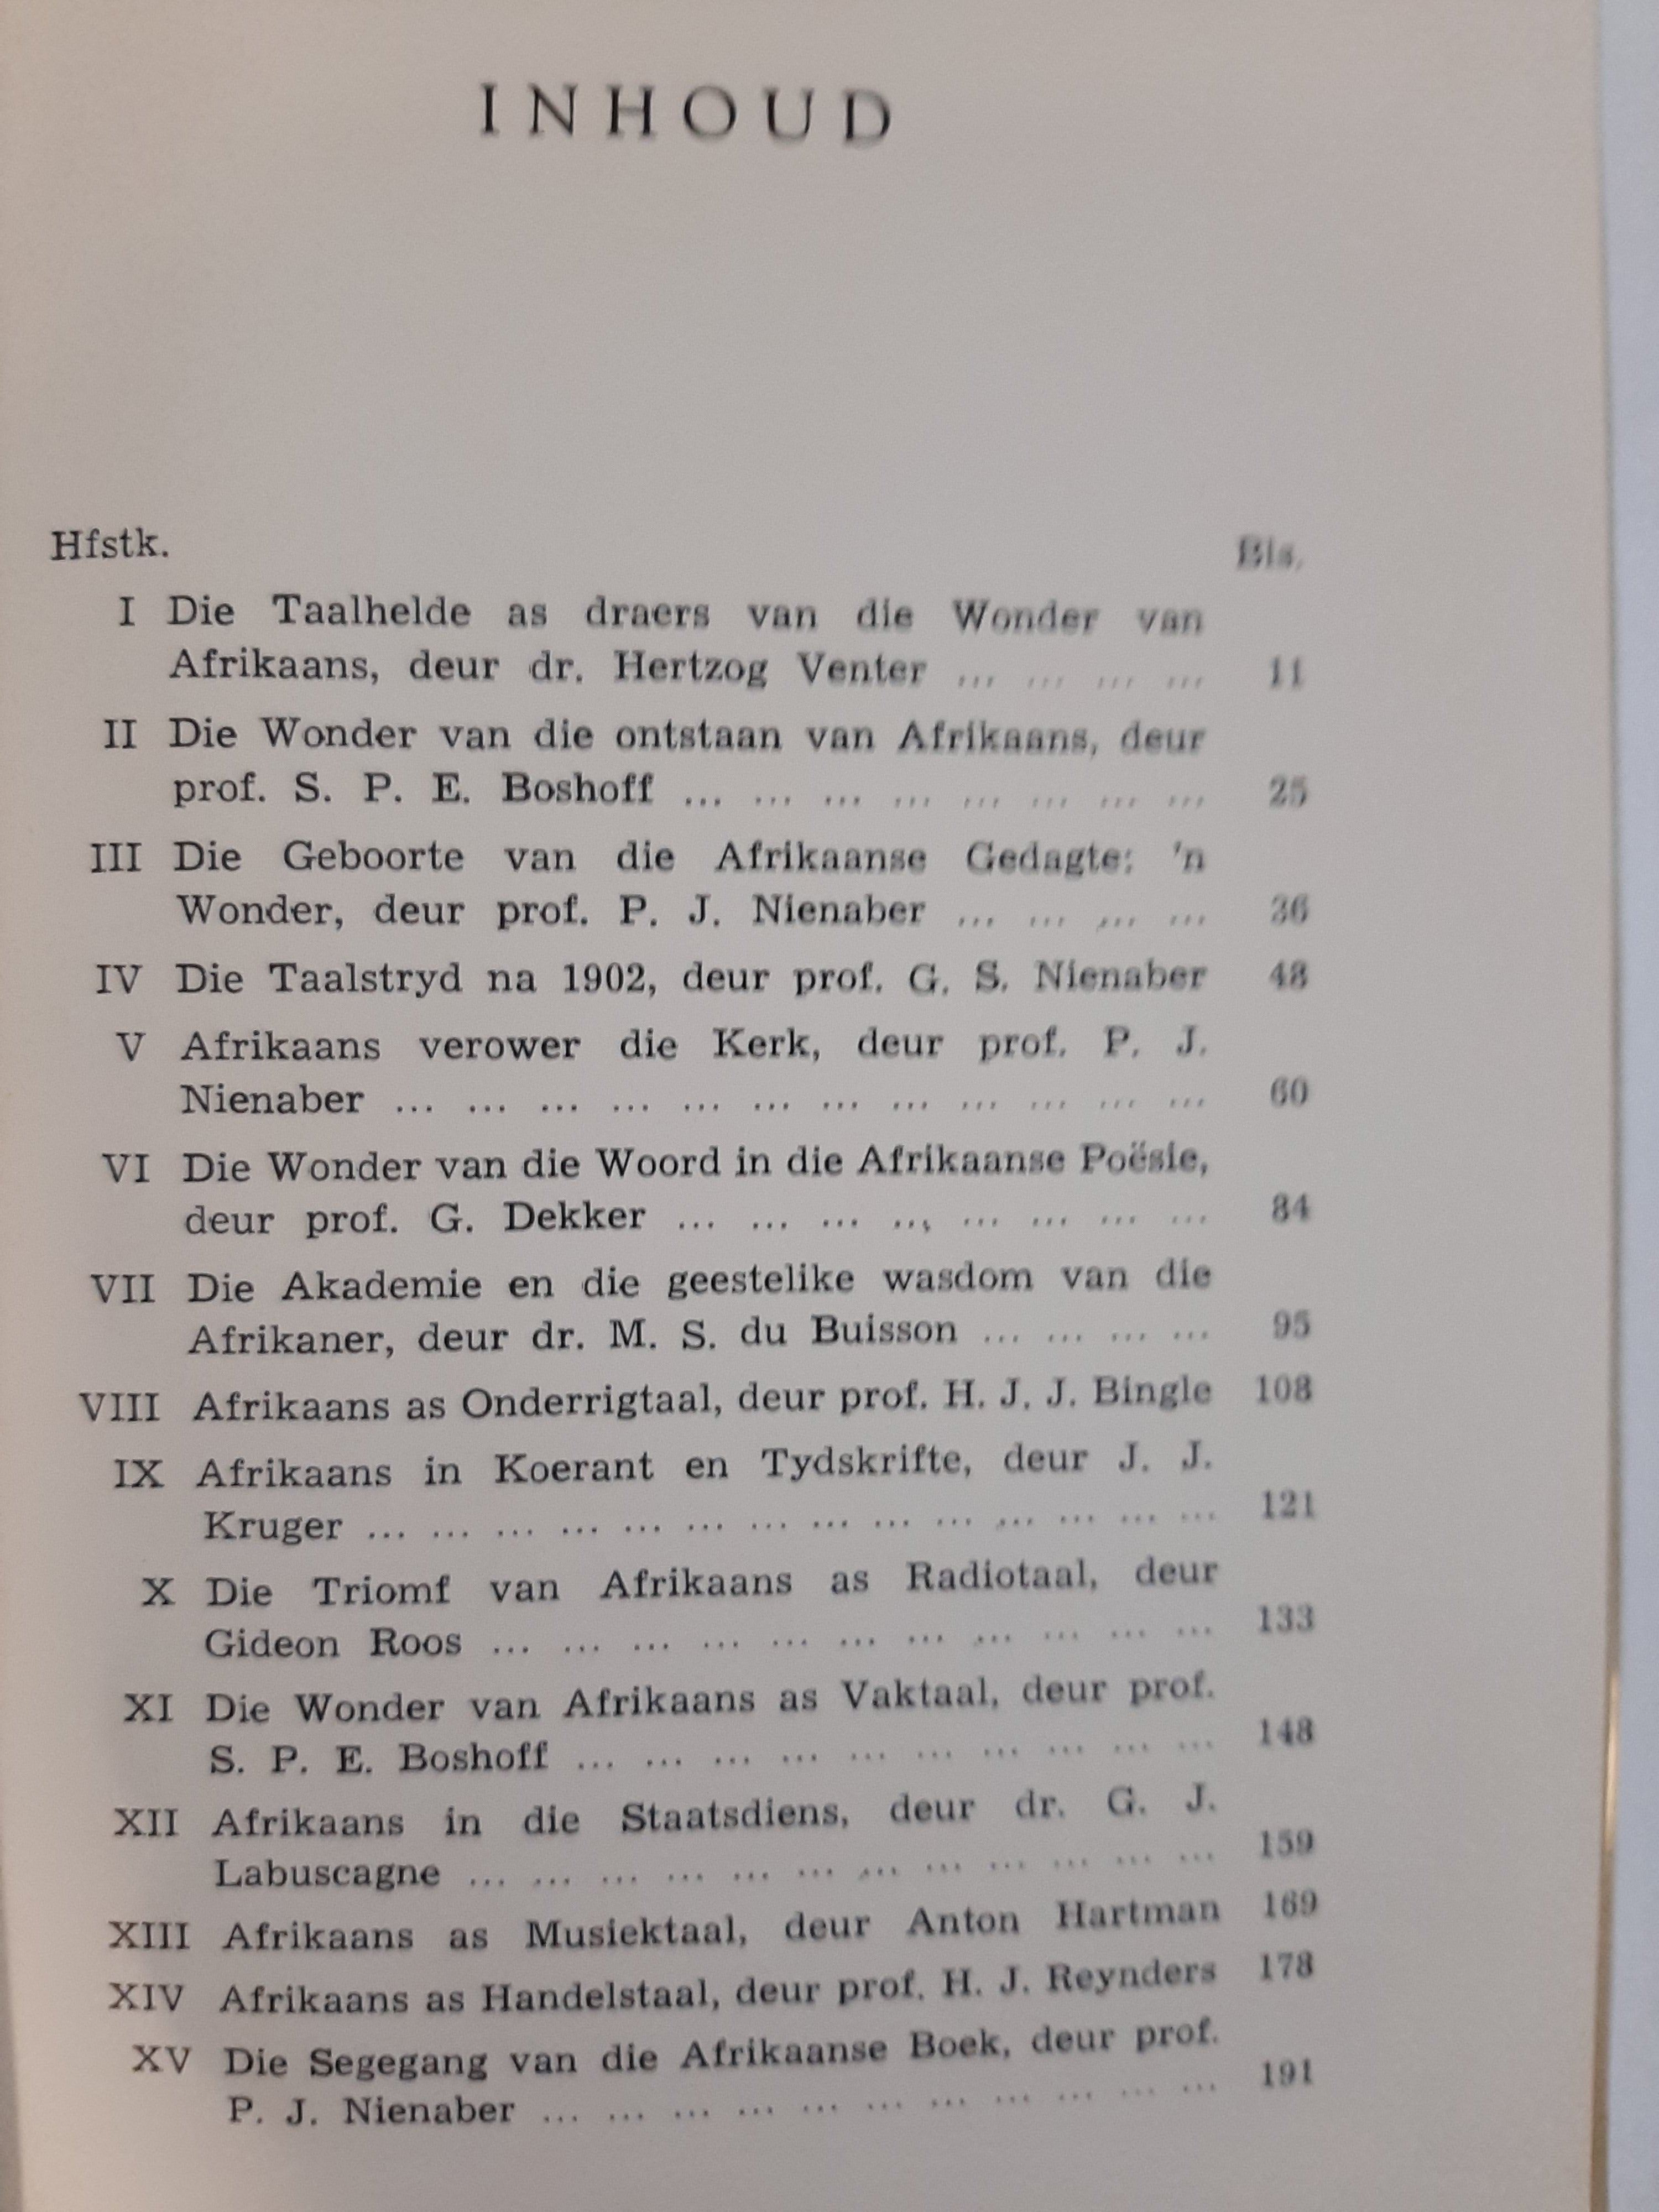 INHOUD
Hfstk. Bls.
I Die Taalhelde as draers van die Wonder van
Afrikaans, deur dr. Hertzog Venter ... ... ... ... 11
II Die Wonder van die ontstaan van Afrikaans, deur
prof. S. P. E. Boshoff ... ... ... ... ... ... ... ... 25
III Die Geboorte van die Afrikaanse Gedagte: 'n
Wonder, deur prof. P. J. Nienaber ... ... ... ... 36
IV Die Taalstryd na 1902, deur prof. G. S. Nienaber 48
V Afrikaans verower die Kerk, deur prof. P. J.
Nienaber ... ... ... ... ... ... ... ... ... ... ... ... 60
VI Die Wonder van die Woord in die Afrikaanse Poësie,
deur prof. G. Dekker ... ... ... ... ... ... ... ... 84
VII Die Akademie en die geestelike wasdom van die
Afrikaner, deur dr. M. S. du Buisson ... ... ... ... 95
VIII Afrikaans as Onderrigtaal, deur prof. H. J. J. Bingle 108
IX Afrikaans in Koerant en Tydskrifte, deur J. J.
Kruger ... ... ... ... ... ... ... ... ... ... ... ... ... ... 121
X Die Triomf van Afrikaans as Radiotaal, deur
Gideon Roos ... ... ... ... ... ... ... ... ... ... ... 133
XI Die Wonder van Afrikaans as Vaktaal, deur prof.
S. P. E. Boshoff ... ... ... ... ... ... ... ... ... ... 148
XII Afrikaans in die Staatsdiens, deur dr. G. J.
Labuscagne ... ... ... ... ... ... ... ... ... ... ... ... 159
XIII Afrikaans as Musiektaal, deur Anton Hartman 169
XIV Afrikaans as Handelstaal, deur prof. H. J. Reynders 178
XV Die Segegang van die Afrikaanse Boek, deur prof.
P. J. Nienaber ... ... ... ... ... ... ... ... ... ... ... 191